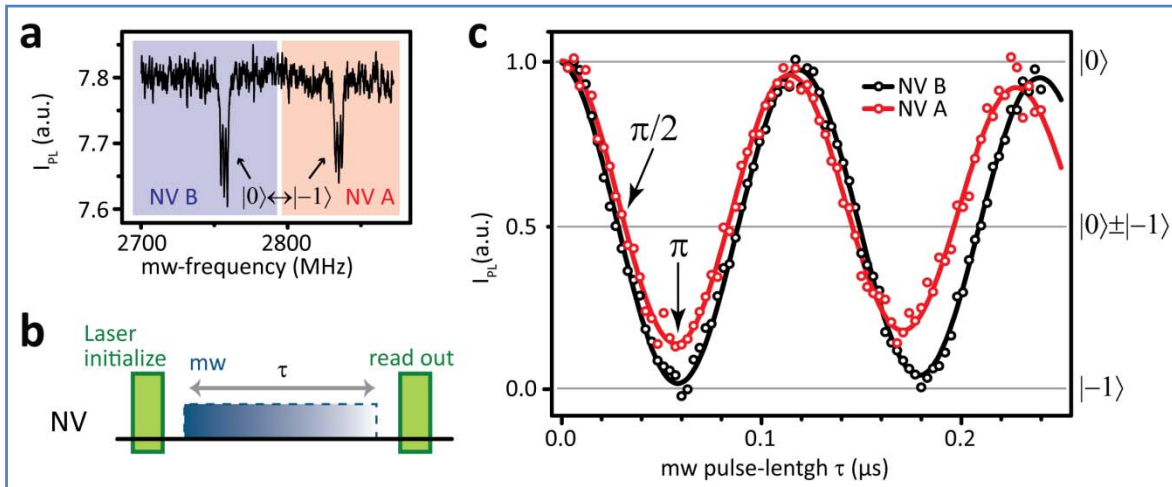 a
I_PL (a.u.)
7.8
7.7
7.6
NV B
|0⟩↔|−1⟩
NV A
2700
2800
mw-frequency (MHz)
b
Laser
initialize
mw
τ
read out
NV
c
I_PL(a.u.)
1.0
0.5
0.0
π/2
π
NV B
NV A
|0⟩
|0⟩±|−1⟩
|−1⟩
0.0
0.1
0.2
mw pulse-lentgh τ (µs)